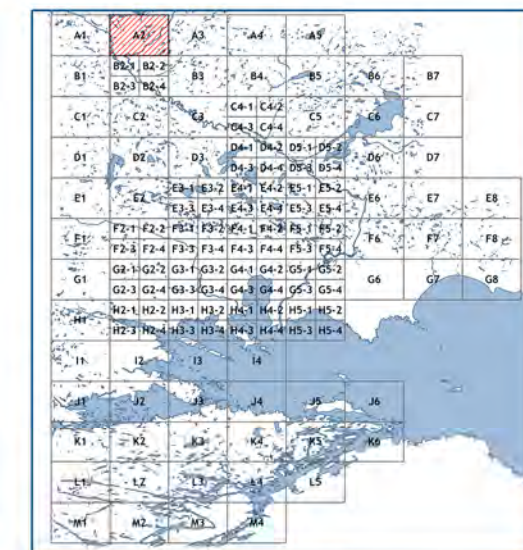 A1 A2 A3 A4 A5
B1 B2-1 B2-2 B3 B4 B5 B6 B7
B2-3 B2-4
C1 C2 C3 C4-1 C4-2 C5 C6 C7
C4-3 C4-4
D1 D2 D3 D4-1 D4-2 D5-1 D5-2 D6 D7
D4-3 D4-4 D5-3 D5-4
E1 E2 E3-1 E3-2 E4-1 E4-2 E5-1 E5-2 E6 E7 E8
E3-3 E3-4 E4-3 E4-4 E5-3 E5-4
F1 F2-1 F2-2 F3-1 F3-2 F4-1 F4-2 F5-1 F5-2 F6 F7 F8
F2-3 F2-4 F3-3 F3-4 F4-3 F4-4 F5-3 F5-4
G1 G2-1 G2-2 G3-1 G3-2 G4-1 G4-2 G5-1 G5-2 G6 G7 G8
G2-3 G2-4 G3-3 G3-4 G4-3 G4-4 G5-3 G5-4
H1 H2-1 H2-2 H3-1 H3-2 H4-1 H4-2 H5-1 H5-2
H2-3 H2-4 H3-3 H3-4 H4-3 H4-4 H5-3 H5-4
I1 I2 I3 I4
J1 J2 J3 J4 J5 J6
K1 K2 K3 K4 K5 K6
L1 L2 L3 L4 L5
M1 M2 M3 M4